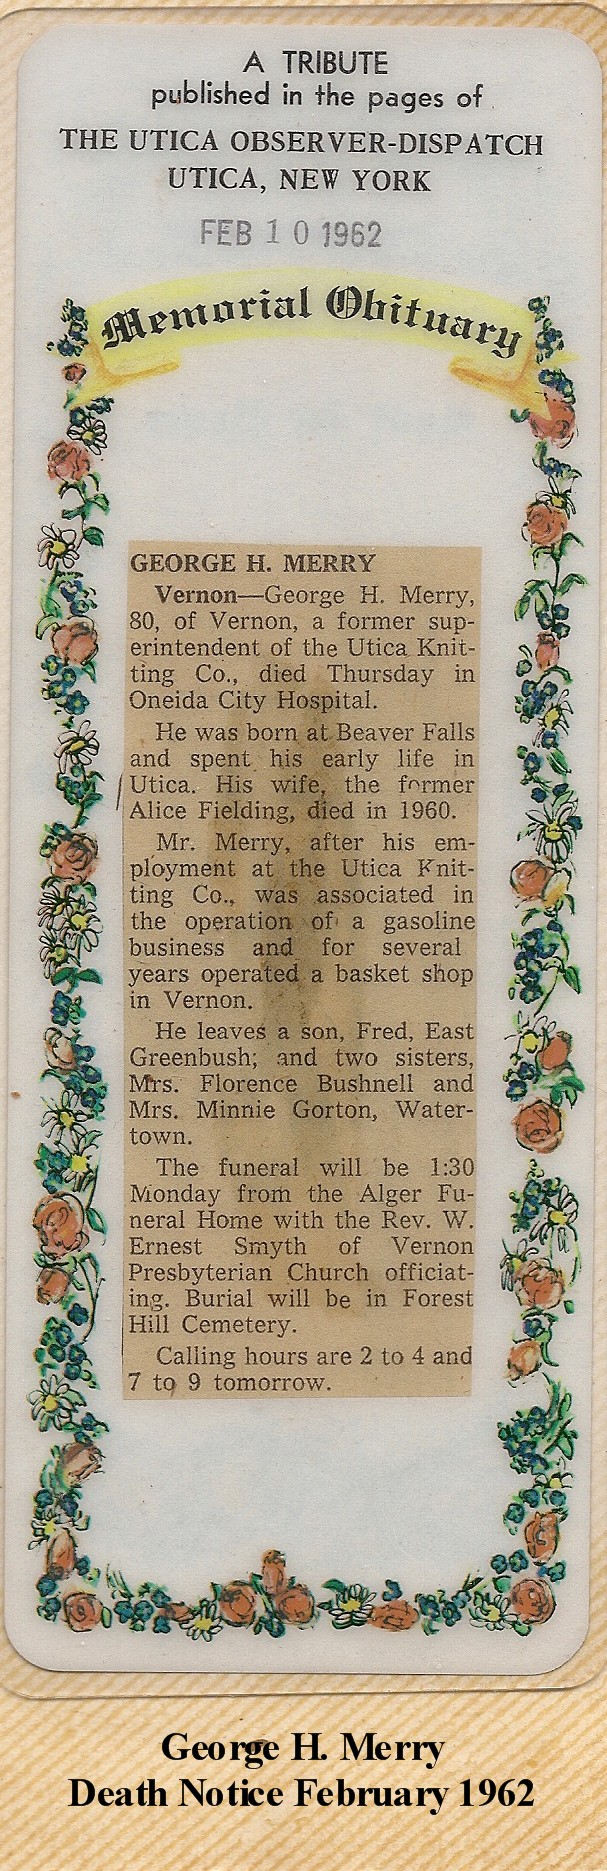 A TRIBUTE
published in the pages of
THE UTICA OBSERVER-DISPATCH
UTICA, NEW YORK
FEB 10 1962
Memorial Obituary
GEORGE H. MERRY
Vernon—George H. Merry,
80, of Vernon, a former sup-
erintendent of the Utica Knit-
ting Co., died Thursday in
Oneida City Hospital.
He was born at Beaver Falls
and spent his early life in
Utica. His wife, the former
Alice Fielding, died in 1960.
Mr. Merry, after his em-
ployment at the Utica Knit-
ting Co., was associated in
the operation of a gasoline
business and for several
years operated a basket shop
in Vernon.
He leaves a son, Fred, East
Greenbush; and two sisters,
Mrs. Florence Bushnell and
Mrs. Minnie Gorton, Water-
town.
The funeral will be 1:30
Monday from the Alger Fu-
neral Home with the Rev. W.
Ernest Smyth of Vernon
Presbyterian Church officiat-
ing. Burial will be in Forest
Hill Cemetery.
Calling hours are 2 to 4 and
7 to 9 tomorrow.
George H. Merry
Death Notice February 1962